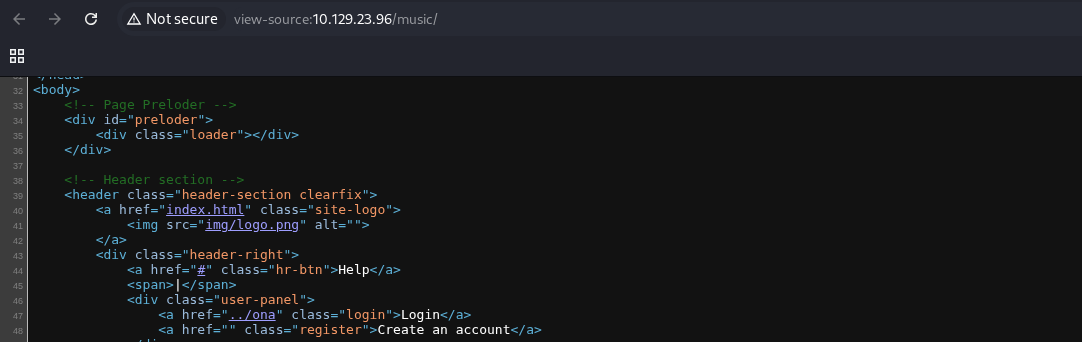 Not secure view-source:10.129.23.96/music/
32 <body>
33 <!-- Page Preloder -->
34 <div id="preloder">
35 <div class="loader"></div>
36 </div>
37
38 <!-- Header section -->
39 <header class="header-section clearfix">
40 <a href="index.html" class="site-logo">
41 <img src="img/logo.png" alt="">
42 </a>
43 <div class="header-right">
44 <a href="#" class="hr-btn">Help</a>
45 <span>|</span>
46 <div class="user-panel">
47 <a href="../ona" class="login">Login</a>
48 <a href="" class="register">Create an account</a>